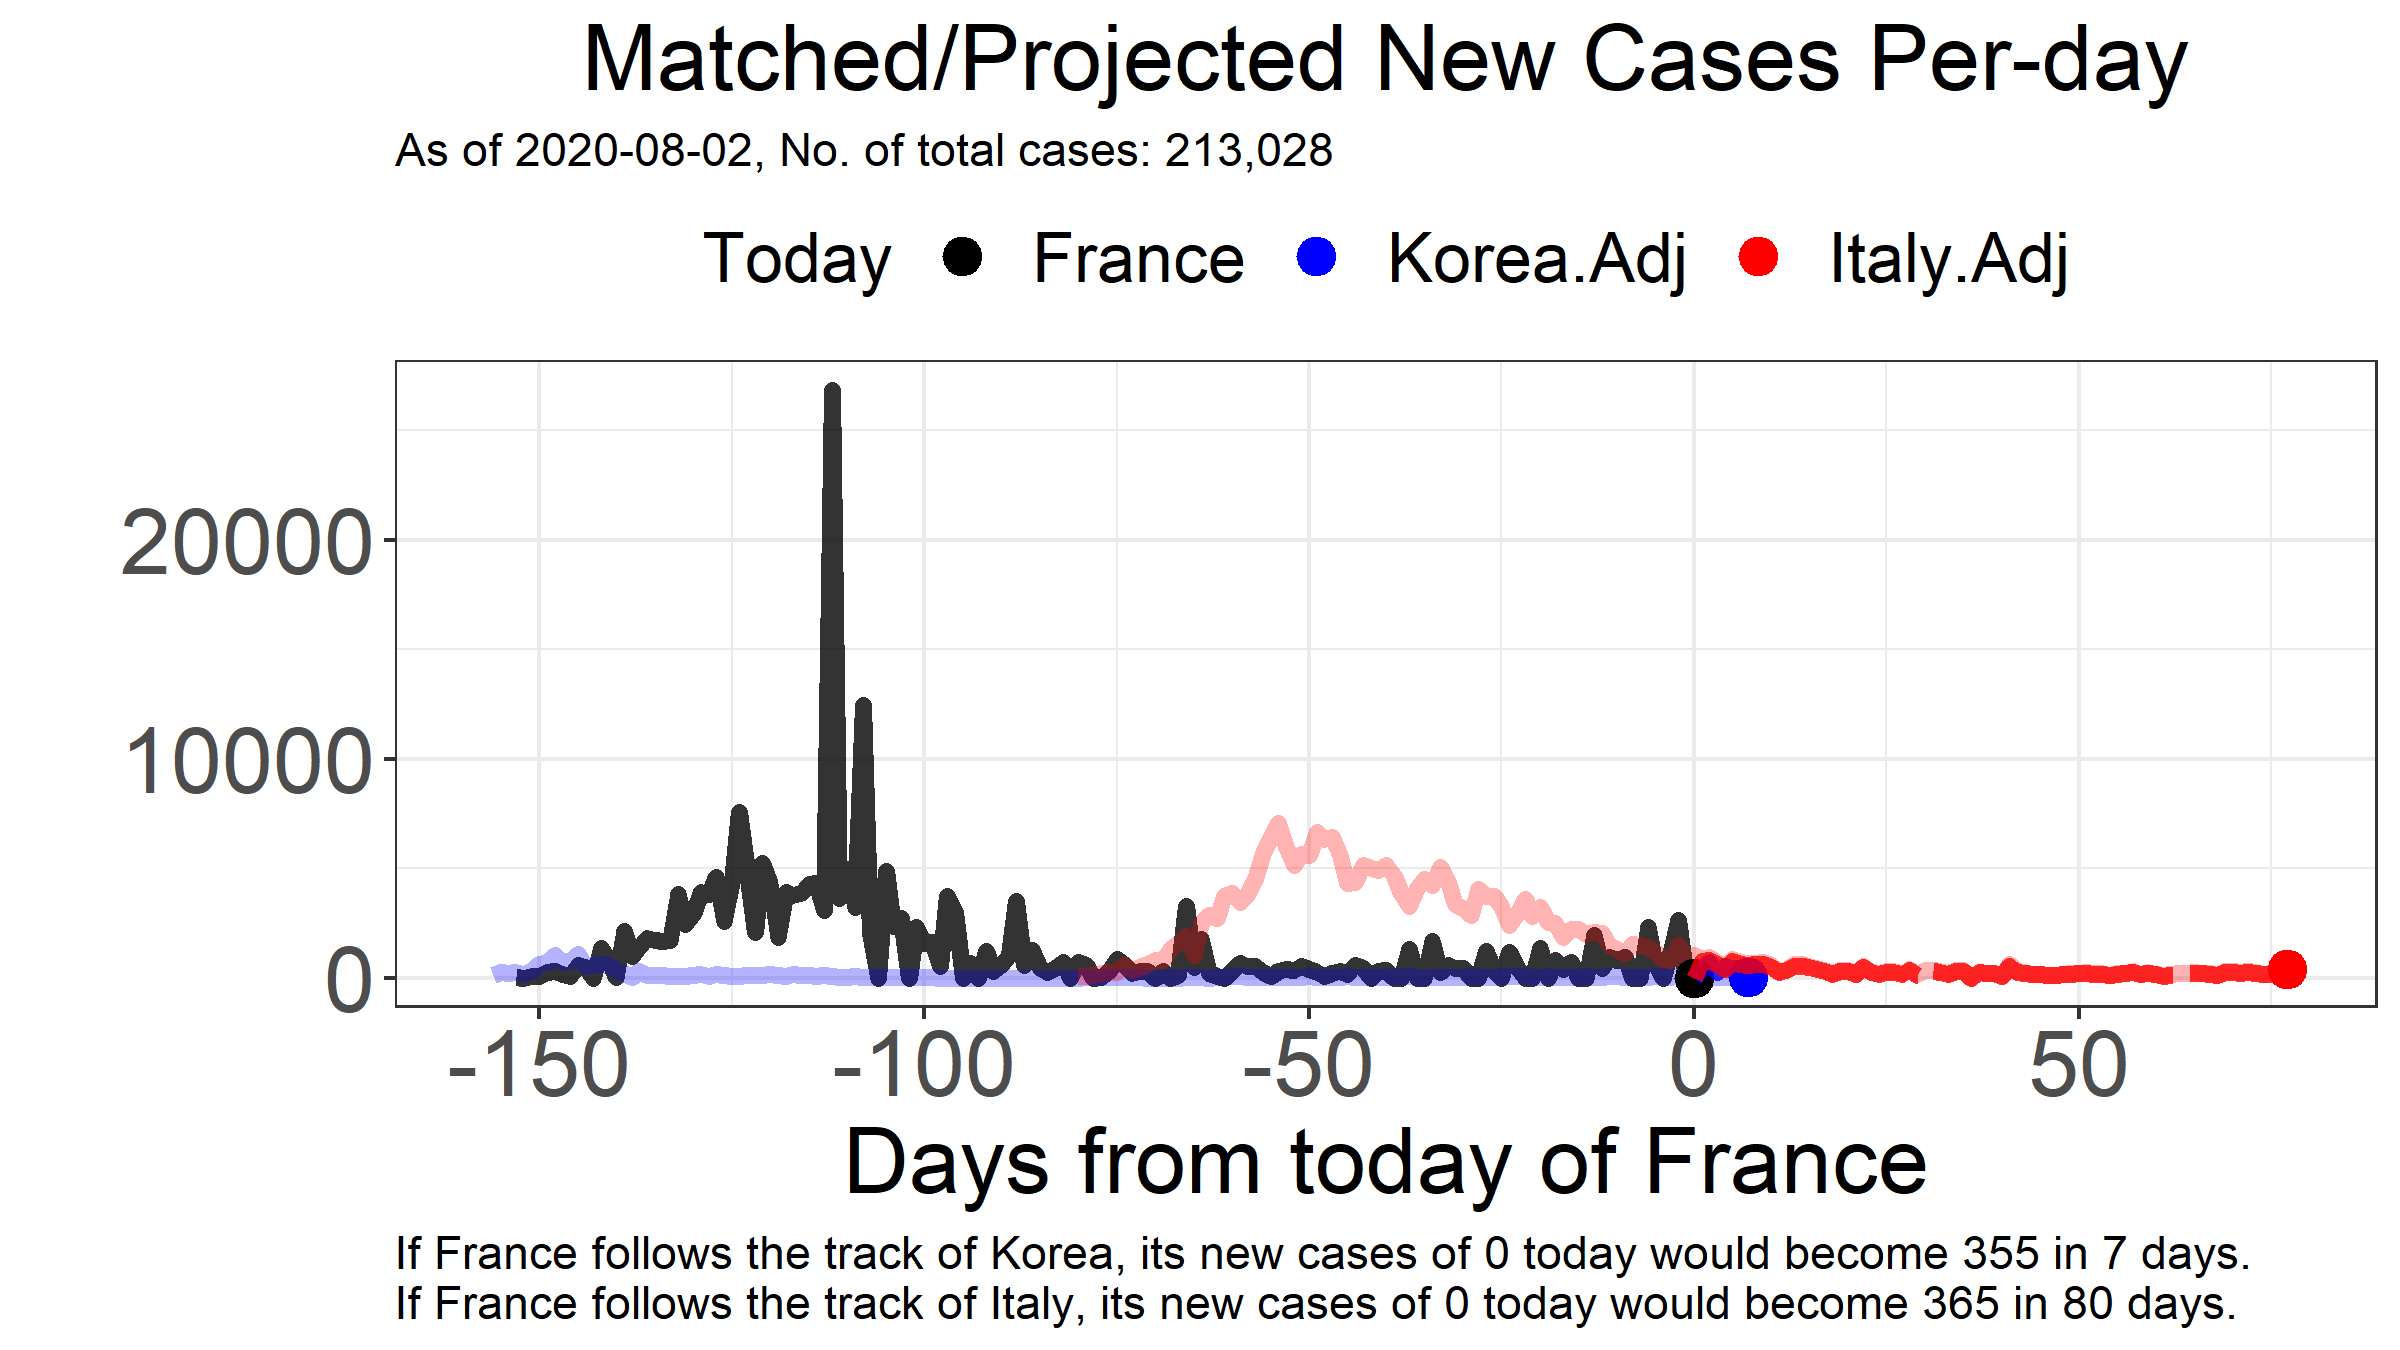 Matched/Projected New Cases Per-day
As of 2020-08-02, No. of total cases: 213,028
Today France Korea.Adj Italy.Adj
20000
10000
0
-150 -100 -50 0 50
Days from today of France
If France follows the track of Korea, its new cases of 0 today would become 355 in 7 days.
If France follows the track of Italy, its new cases of 0 today would become 365 in 80 days.